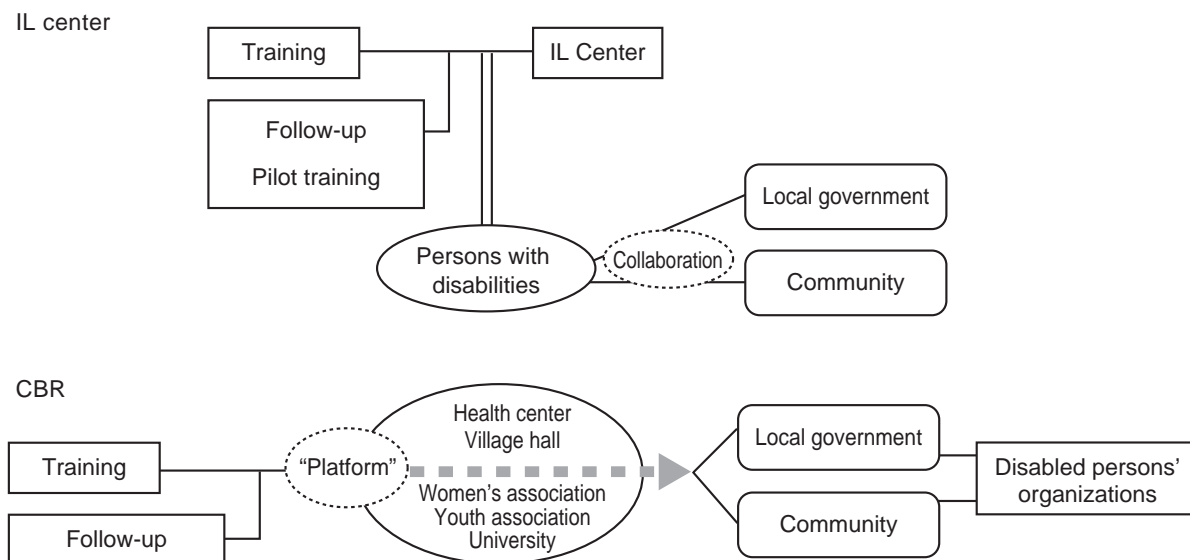 IL center
Training
IL Center
Follow-up
Pilot training
Local government
Persons with
disabilities
Collaboration
Community
CBR
Health center
Village hall
Local government
Training
“Platform”
Disabled persons’
organizations
Women’s association
Youth association
University
Follow-up
Community